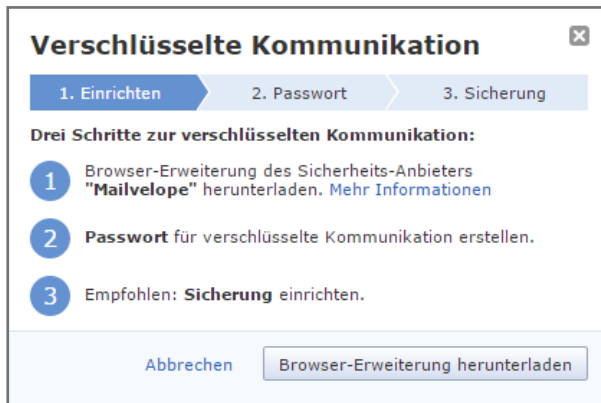 Verschlüsselte Kommunikation
1. Einrichten 2. Passwort 3. Sicherung
Drei Schritte zur verschlüsselten Kommunikation:
1 Browser-Erweiterung des Sicherheits-Anbieters
"Mailvelope" herunterladen. Mehr Informationen
2 Passwort für verschlüsselte Kommunikation erstellen.
3 Empfohlen: Sicherung einrichten.
Abbrechen Browser-Erweiterung herunterladen